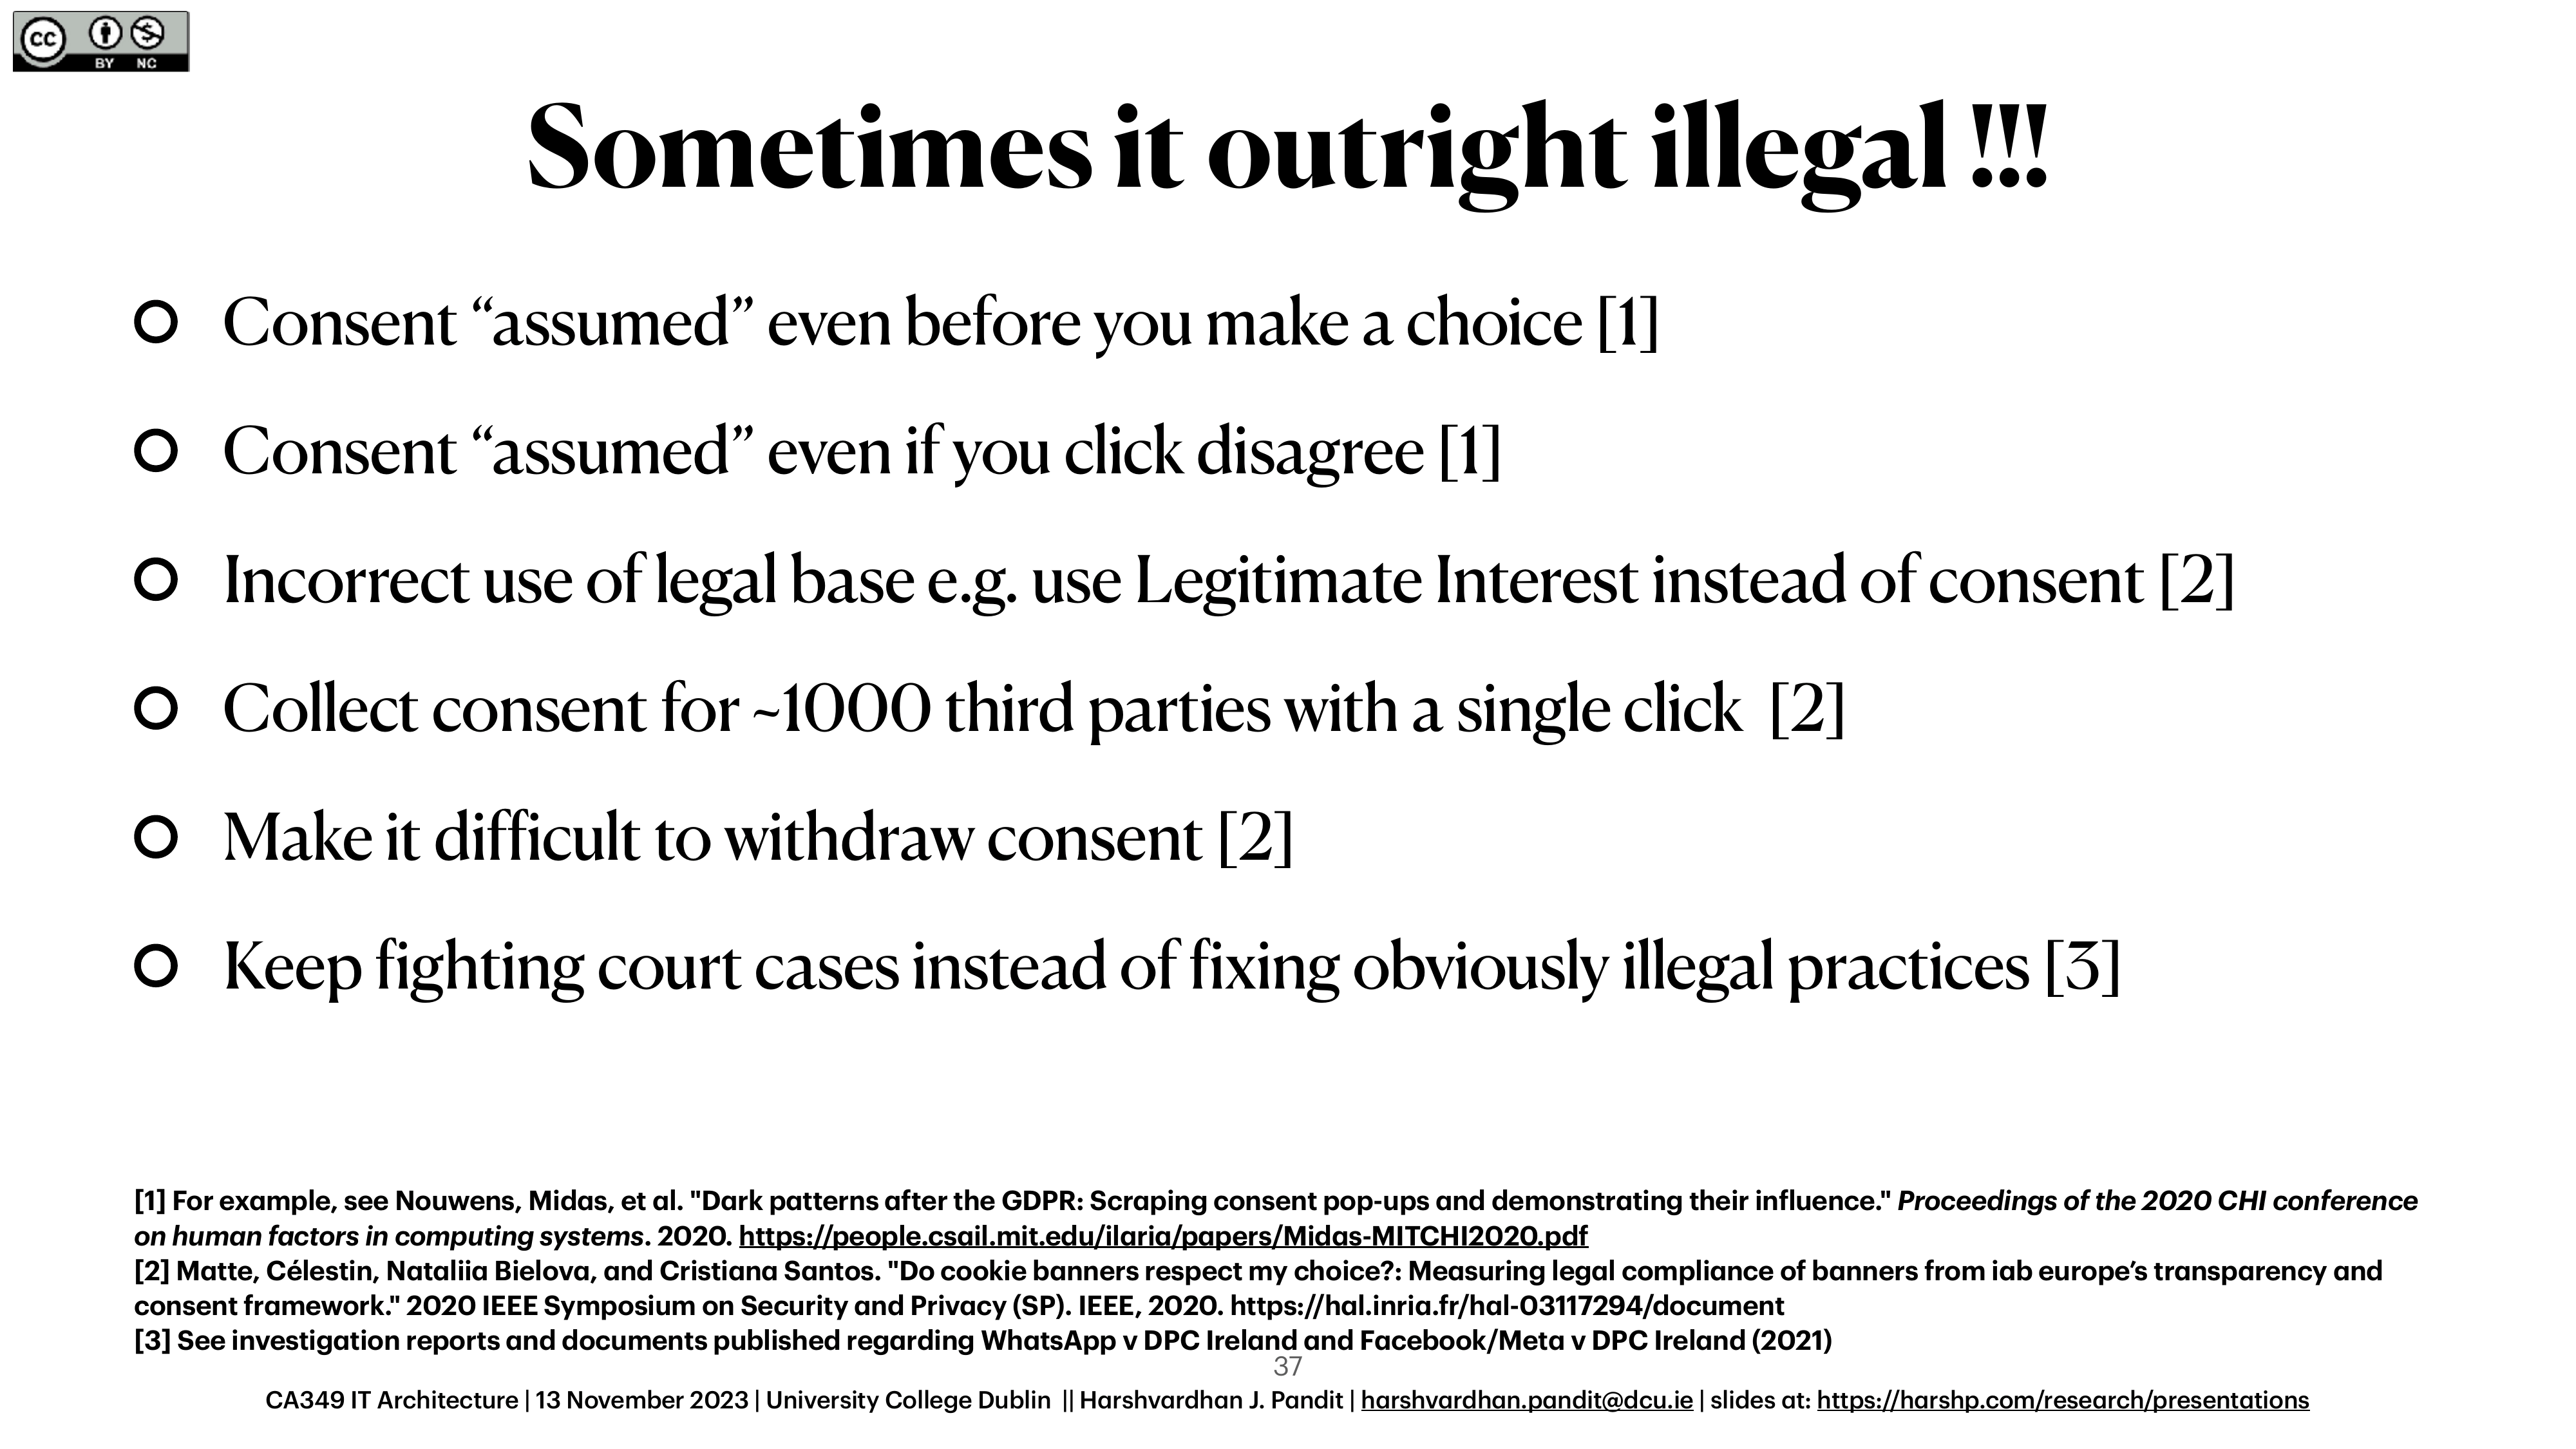 cc
BY NC
Sometimes it outright illegal !!!
Consent “assumed” even before you make a choice [1]
Consent “assumed” even if you click disagree [1]
Incorrect use of legal base e.g. use Legitimate Interest instead of consent [2]
Collect consent for ~1000 third parties with a single click [2]
Make it difficult to withdraw consent [2]
Keep fighting court cases instead of fixing obviously illegal practices [3]
[1] For example, see Nouwens, Midas, et al. "Dark patterns after the GDPR: Scraping consent pop-ups and demonstrating their influence." Proceedings of the 2020 CHI conference
on human factors in computing systems. 2020. https://people.csail.mit.edu/ilaria/papers/Midas-MITCHI2020.pdf
[2] Matte, Célestin, Nataliia Bielova, and Cristiana Santos. "Do cookie banners respect my choice?: Measuring legal compliance of banners from iab europe’s transparency and
consent framework." 2020 IEEE Symposium on Security and Privacy (SP). IEEE, 2020. https://hal.inria.fr/hal-03117294/document
[3] See investigation reports and documents published regarding WhatsApp v DPC Ireland and Facebook/Meta v DPC Ireland (2021)
37
CA349 IT Architecture | 13 November 2023 | University College Dublin || Harshvardhan J. Pandit | harshvardhan.pandit@dcu.ie | slides at: https://harshp.com/research/presentations